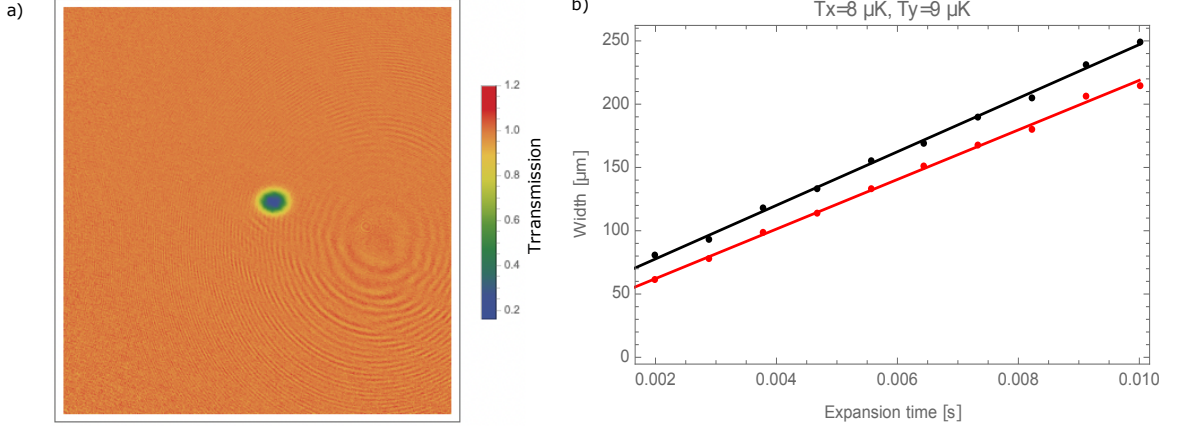 a)
1.2
1.0
0.8
0.6
0.4
0.2
Trransmission
b)
Tx=8 µK, Ty=9 µK
250
200
150
100
50
0
Width [µm]
0.002 0.004 0.006 0.008 0.010
Expansion time [s]